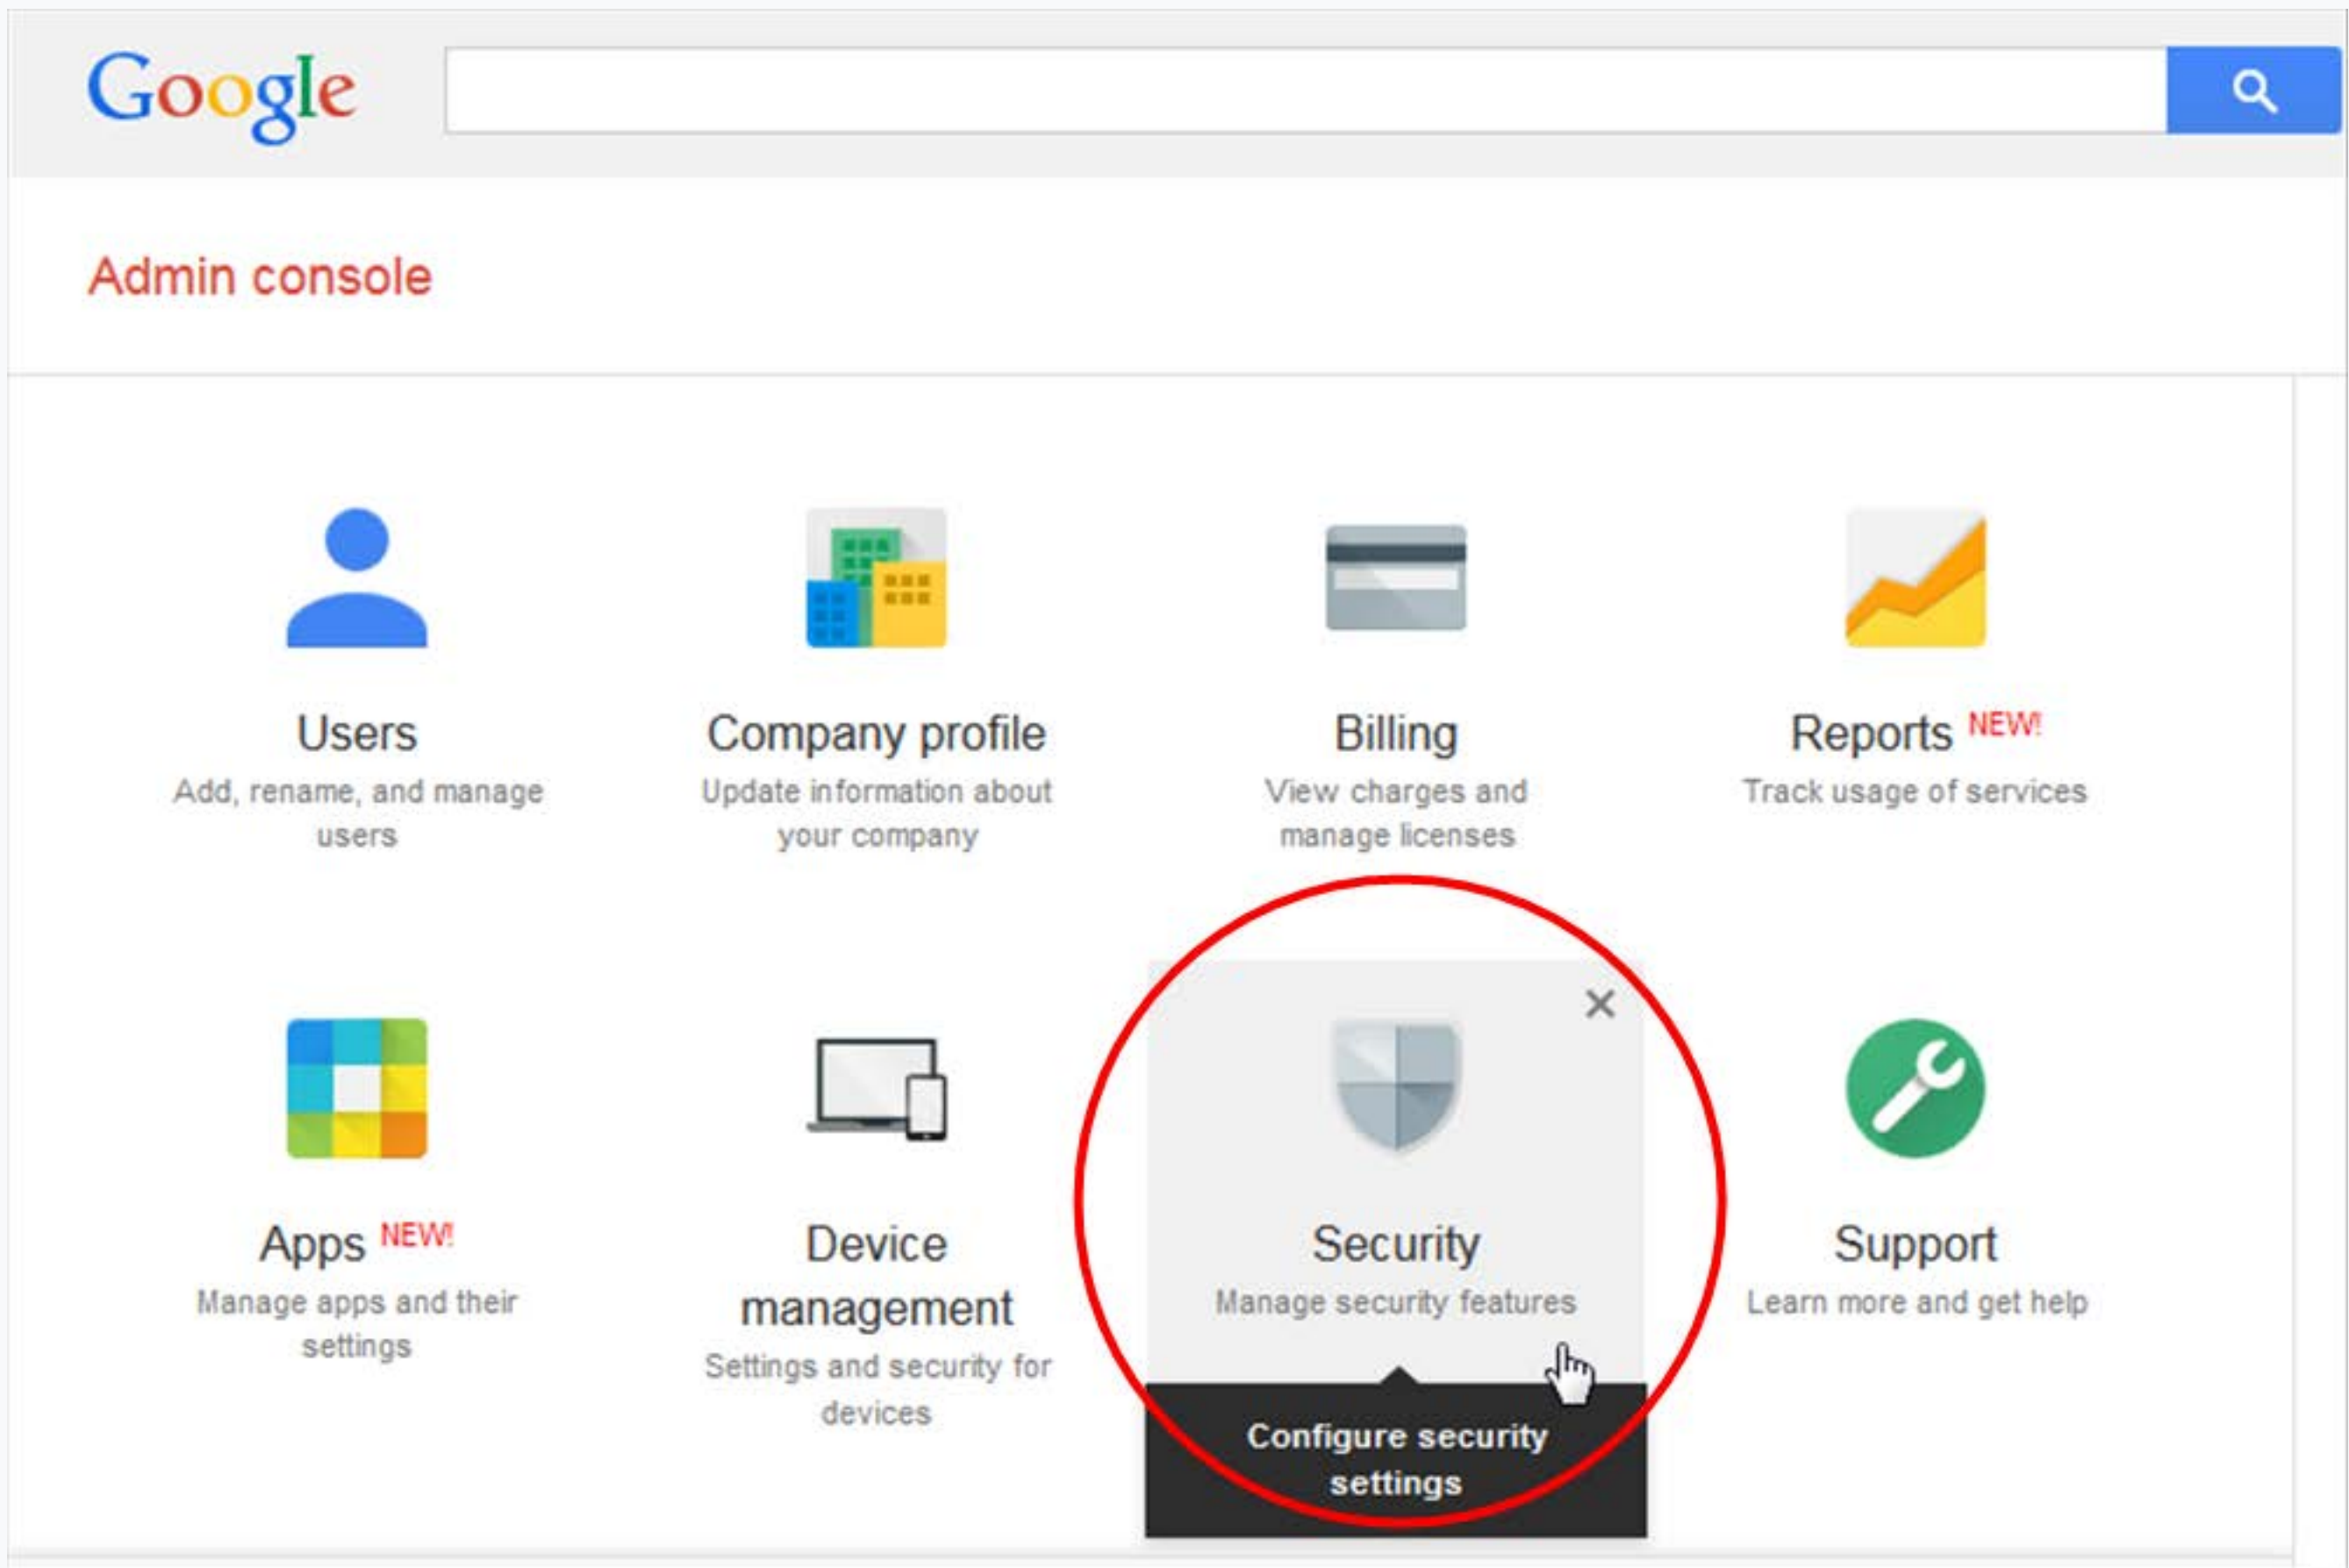 Google
Admin console
Users
Add, rename, and manage
users
Company profile
Update information about
your company
Billing
View charges and
manage licenses
Reports NEW!
Track usage of services
Apps NEW!
Manage apps and their
settings
Device
management
Settings and security for
devices
Security
Manage security features
Configure security
settings
Support
Learn more and get help